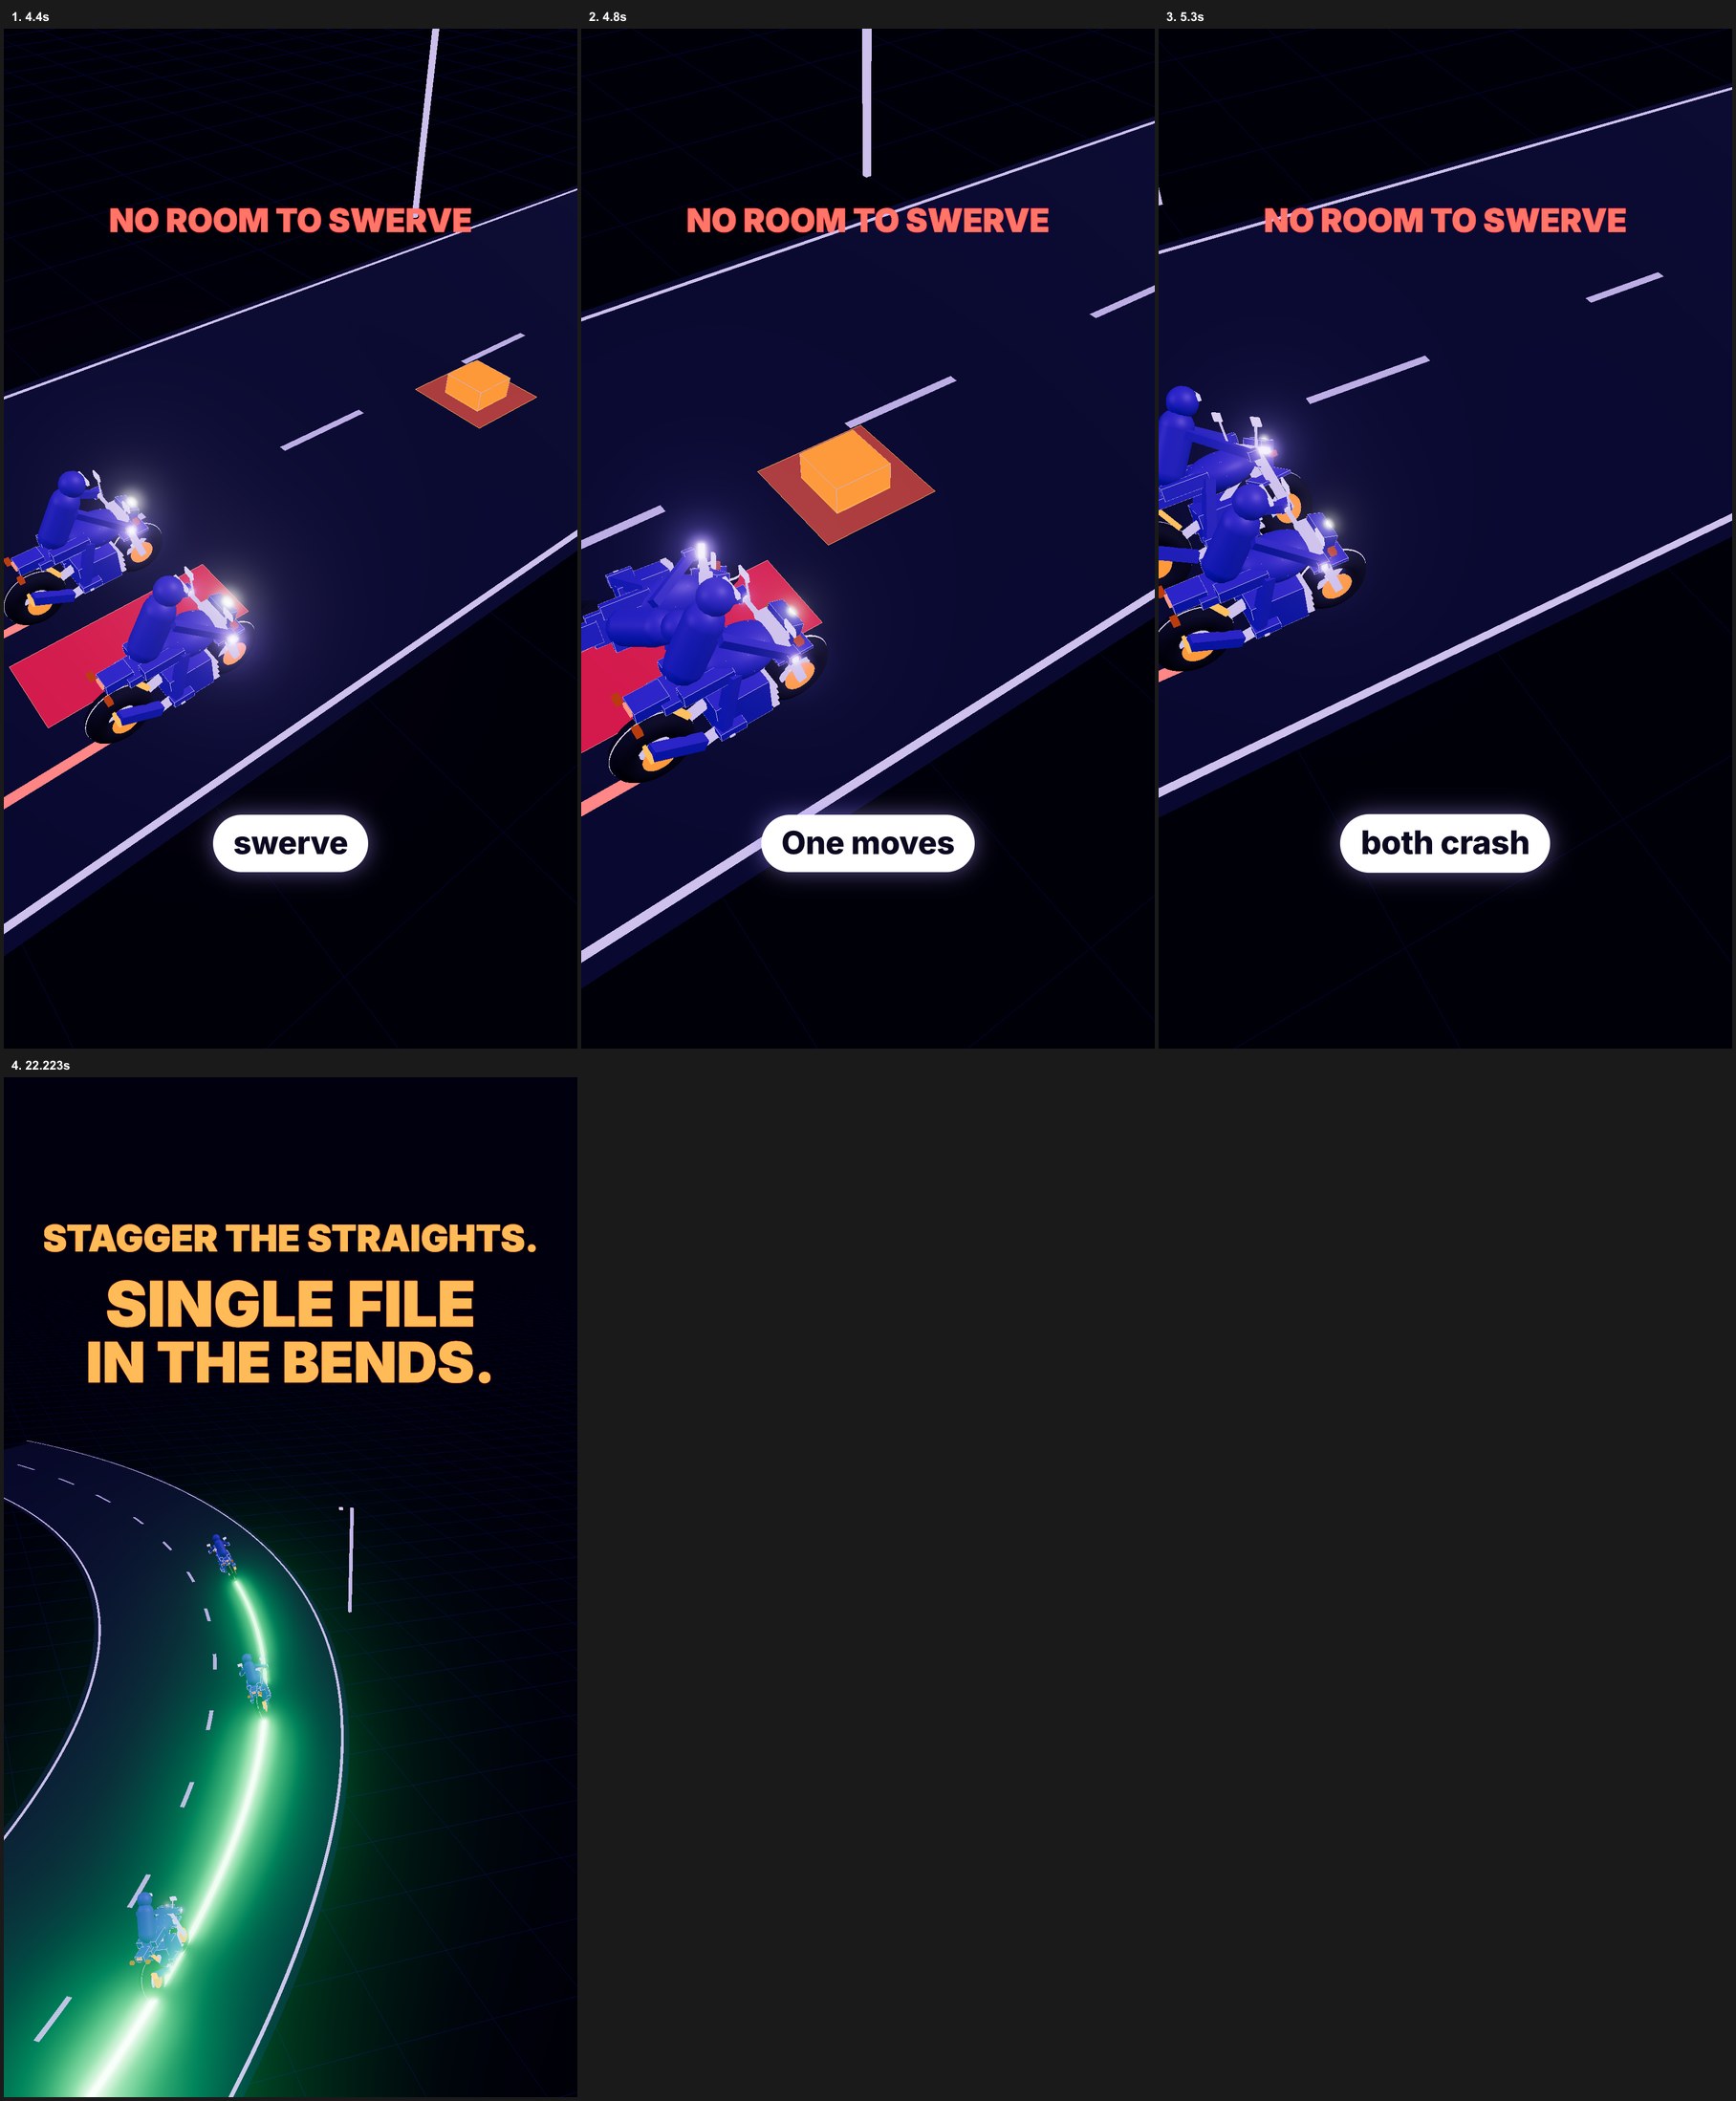 1. 4.4s
NO ROOM TO SWERVE
swerve
2. 4.8s
NO ROOM TO SWERVE
One moves
3. 5.3s
NO ROOM TO SWERVE
both crash
4. 22.223s
STAGGER THE STRAIGHTS.
SINGLE FILE
IN THE BENDS.